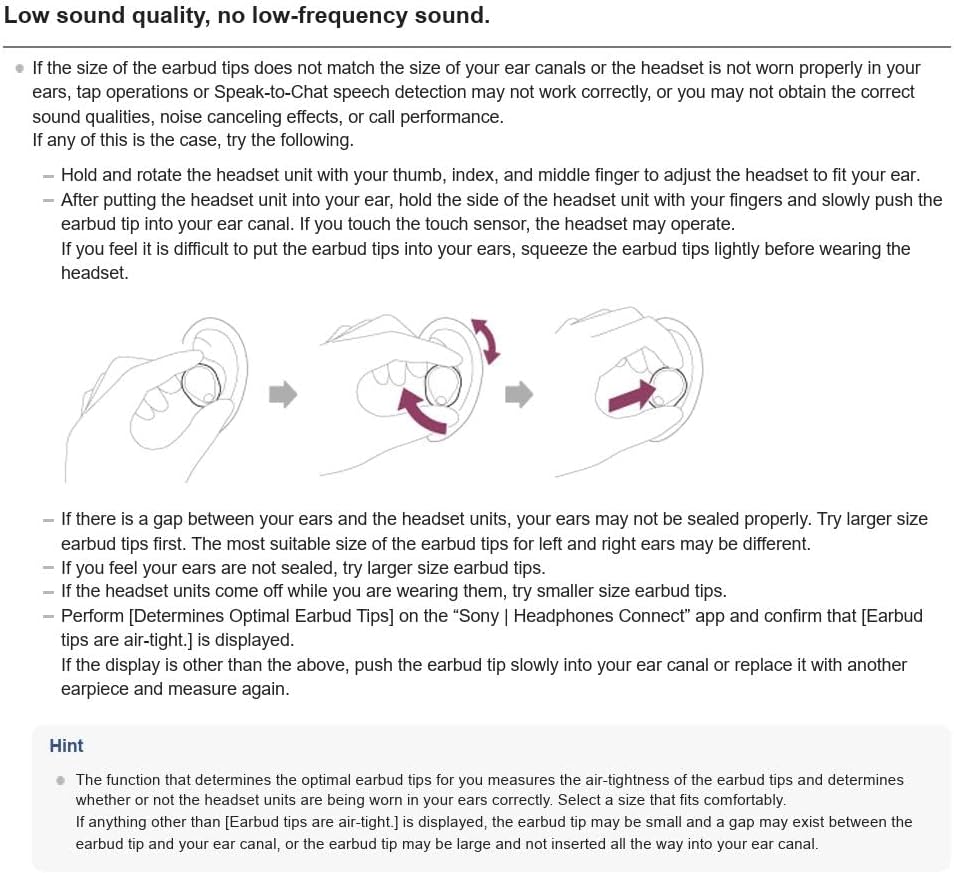 Low sound quality, no low-frequency sound.
If the size of the earbud tips does not match the size of your ear canals or the headset is not worn properly in your
ears, tap operations or Speak-to-Chat speech detection may not work correctly, or you may not obtain the correct
sound qualities, noise canceling effects, or call performance.
If any of this is the case, try the following.
Hold and rotate the headset unit with your thumb, index, and middle finger to adjust the headset to fit your ear.
After putting the headset unit into your ear, hold the side of the headset unit with your fingers and slowly push the
earbud tip into your ear canal. If you touch the touch sensor, the headset may operate.
If you feel it is difficult to put the earbud tips into your ears, squeeze the earbud tips lightly before wearing the
headset.
If there is a gap between your ears and the headset units, your ears may not be sealed properly. Try larger size
earbud tips first. The most suitable size of the earbud tips for left and right ears may be different.
If you feel your ears are not sealed, try larger size earbud tips.
If the headset units come off while you are wearing them, try smaller size earbud tips.
Perform [Determines Optimal Earbud Tips] on the “Sony | Headphones Connect” app and confirm that [Earbud
tips are air-tight.] is displayed.
If the display is other than the above, push the earbud tip slowly into your ear canal or replace it with another
earpiece and measure again.
Hint
The function that determines the optimal earbud tips for you measures the air-tightness of the earbud tips and determines
whether or not the headset units are being worn in your ears correctly. Select a size that fits comfortably.
If anything other than [Earbud tips are air-tight.] is displayed, the earbud tip may be small and a gap may exist between the
earbud tip and your ear canal, or the earbud tip may be large and not inserted all the way into your ear canal.